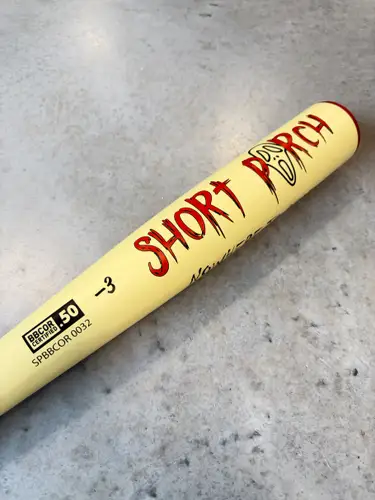 SHORT PORCH
-3
BBCOR
CERTIFIED
.50
SPBBCOR 0032